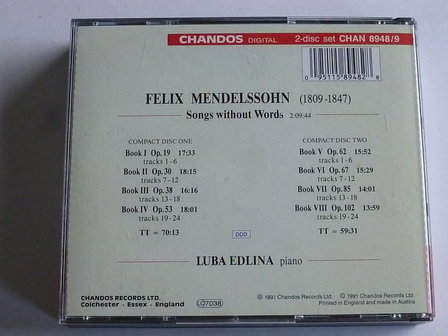 CHANDOS DIGITAL 2-disc set CHAN 8948/9
0 95115 89482 8
FELIX MENDELSSOHN (1809-1847)
Songs without Words 2:09:44
COMPACT DISC ONE
Book I Op.19 17:33
tracks 1-6
Book II Op.30 18:15
tracks 7-12
Book III Op.38 16:16
tracks 13-18
Book IV Op.53 18:01
tracks 19-24
TT = 70:13
COMPACT DISC TWO
Book V Op.62 15:52
tracks 1-6
Book VI Op.67 15:29
tracks 7-12
Book VII Op.85 14:01
tracks 13-18
Book VIII Op.102 13:59
tracks 19-24
TT = 59:31
DDD
LUBA EDLINA piano
CHANDOS RECORDS LTD.
Colchester - Essex - England
LC7038
℗ 1991 Chandos Records Ltd. © 1991 Chandos Records Ltd.
Printed in England and made in Austria